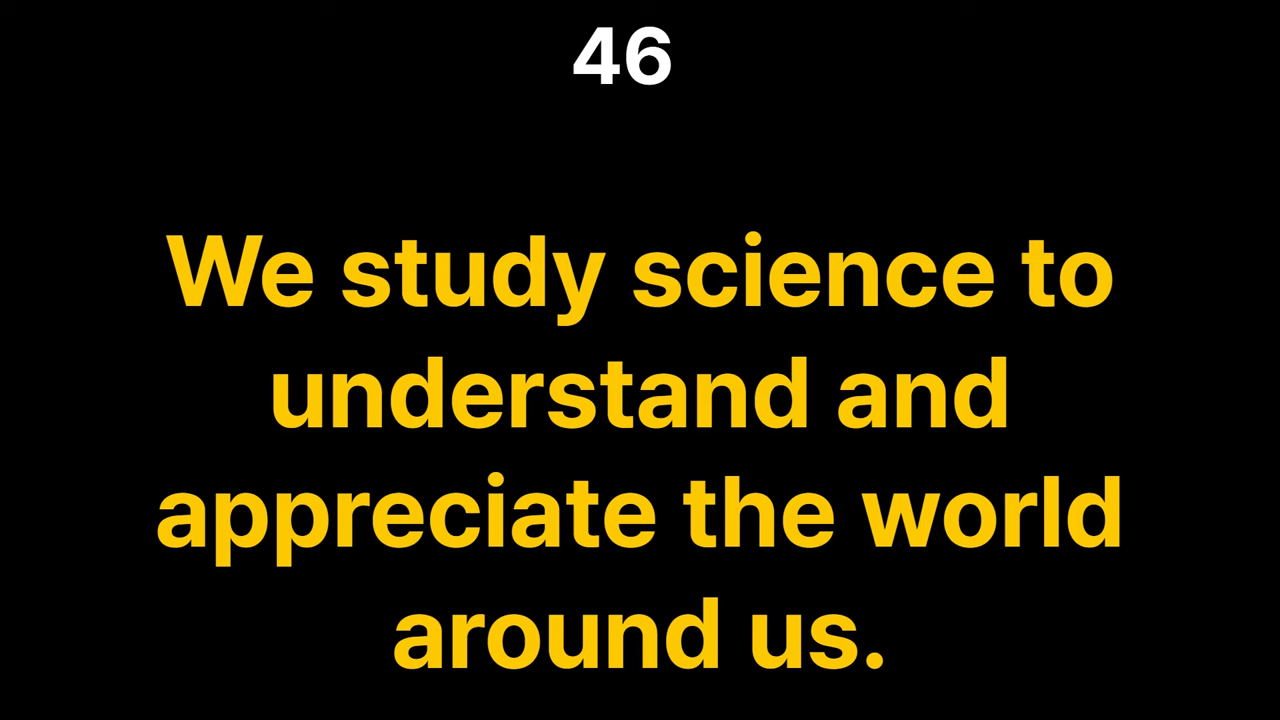 46
We study science to
understand and
appreciate the world
around us.